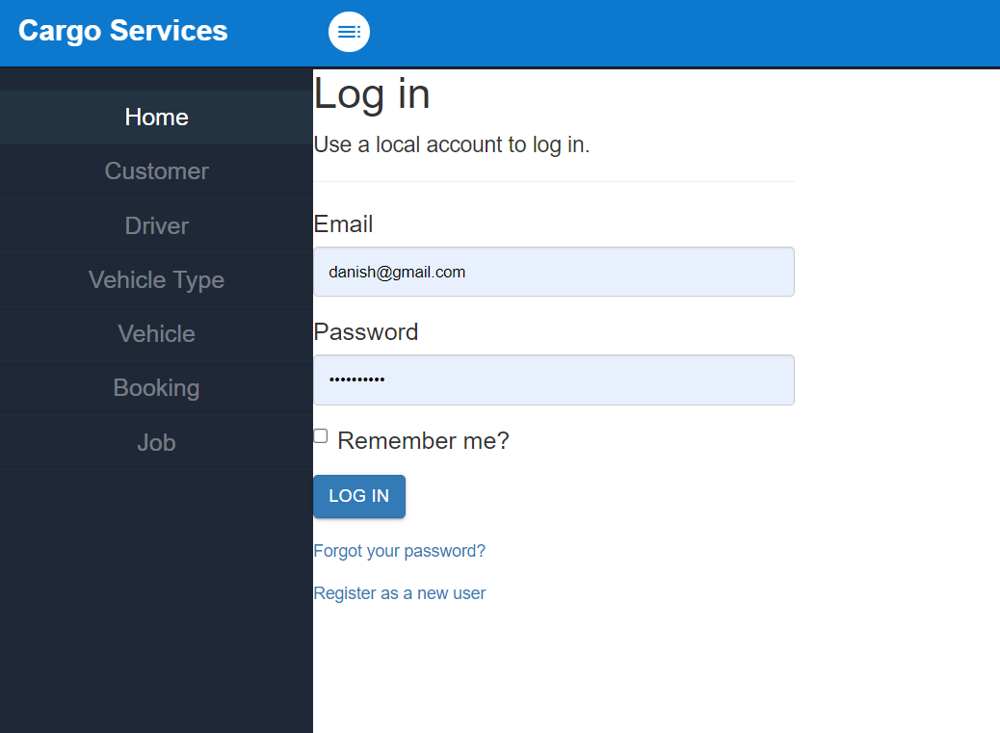 Cargo Services
Home
Customer
Driver
Vehicle Type
Vehicle
Booking
Job
Log in
Use a local account to log in.
Email
danish@gmail.com
Password
••••••••••
Remember me?
LOG IN
Forgot your password?
Register as a new user